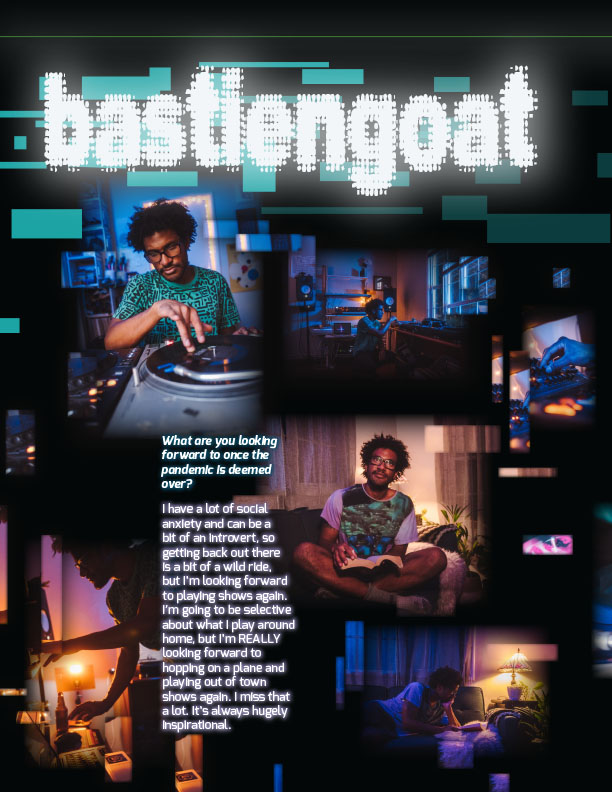 bastiengoat
What are you looking
forward to once the
pandemic is deemed
over?
I have a lot of social
anxiety and can be a
bit of an introvert, so
getting back out there
is a bit of a wild ride,
but I'm looking forward
to playing shows again.
I'm going to be selective
about what I play around
home, but I'm REALLY
looking forward to
hopping on a plane and
playing out of town
shows again. I miss that
a lot. It's always hugely
inspirational.